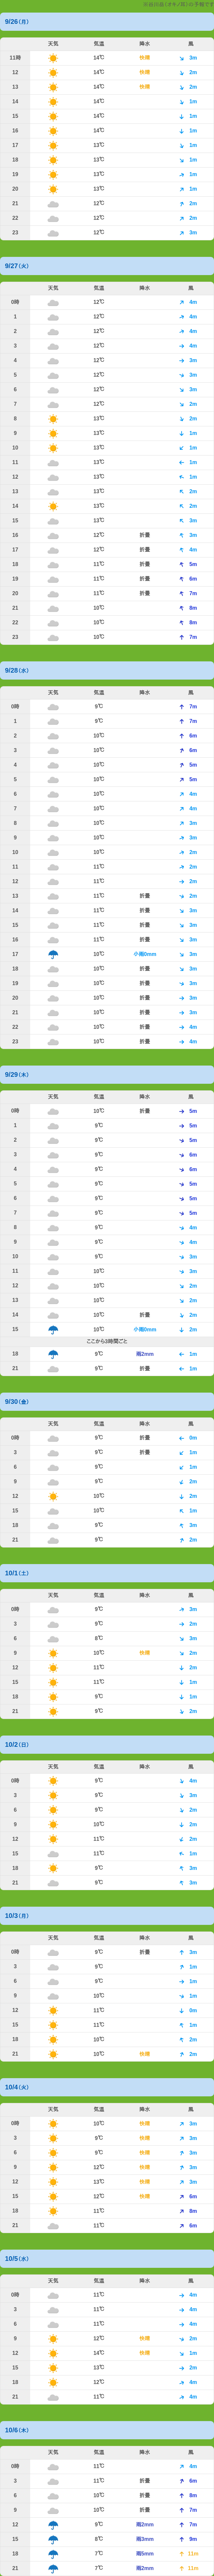 9/26(月)
天気 気温 降水 風
11時 14℃ 快晴 3m
12 14℃ 快晴 2m
13 14℃ 快晴 2m
14 14℃ 1m
15 14℃ 1m
16 14℃ 1m
17 13℃ 1m
18 13℃ 1m
19 13℃ 1m
20 13℃ 1m
21 12℃ 2m
22 12℃ 2m
23 12℃ 3m
9/27(火)
天気 気温 降水 風
0時 12℃ 4m
1 12℃ 4m
2 12℃ 4m
3 12℃ 4m
4 12℃ 3m
5 12℃ 3m
6 12℃ 3m
7 12℃ 2m
8 13℃ 2m
9 13℃ 1m
10 13℃ 1m
11 13℃ 1m
12 13℃ 1m
13 13℃ 2m
14 13℃ 2m
15 13℃ 3m
16 12℃ 折畳 3m
17 12℃ 折畳 4m
18 11℃ 折畳 5m
19 11℃ 折畳 6m
20 11℃ 折畳 7m
21 10℃ 8m
22 10℃ 8m
23 10℃ 7m
9/28(水)
天気 気温 降水 風
0時 9℃ 7m
1 9℃ 7m
2 10℃ 6m
3 10℃ 6m
4 10℃ 5m
5 10℃ 5m
6 10℃ 4m
7 10℃ 4m
8 10℃ 3m
9 10℃ 3m
10 10℃ 2m
11 11℃ 2m
12 11℃ 2m
13 11℃ 折畳 2m
14 11℃ 折畳 3m
15 11℃ 折畳 3m
16 11℃ 折畳 3m
17 10℃ 小雨0mm 3m
18 10℃ 折畳 3m
19 10℃ 折畳 3m
20 10℃ 折畳 3m
21 10℃ 折畳 3m
22 10℃ 折畳 4m
23 10℃ 折畳 4m
9/29(木)
天気 気温 降水 風
0時 10℃ 折畳 5m
1 9℃ 5m
2 9℃ 5m
3 9℃ 6m
4 9℃ 6m
5 9℃ 5m
6 9℃ 5m
7 9℃ 5m
8 9℃ 4m
9 9℃ 4m
10 9℃ 3m
11 10℃ 3m
12 10℃ 2m
13 10℃ 2m
14 10℃ 折畳 2m
15 10℃ 小雨0mm 2m
ここから3時間ごと
18 9℃ 雨2mm 1m
21 9℃ 折畳 1m
9/30(金)
天気 気温 降水 風
0時 9℃ 折畳 0m
3 9℃ 折畳 1m
6 9℃ 1m
9 9℃ 2m
12 10℃ 2m
15 10℃ 1m
18 9℃ 3m
21 9℃ 2m
10/1(土)
天気 気温 降水 風
0時 9℃ 3m
3 9℃ 2m
6 8℃ 3m
9 10℃ 快晴 2m
12 11℃ 2m
15 11℃ 1m
18 9℃ 1m
21 9℃ 2m
10/2(日)
天気 気温 降水 風
0時 9℃ 4m
3 9℃ 3m
6 9℃ 2m
9 10℃ 2m
12 11℃ 2m
15 11℃ 1m
18 9℃ 3m
21 9℃ 3m
10/3(月)
天気 気温 降水 風
0時 9℃ 折畳 3m
3 9℃ 1m
6 9℃ 1m
9 10℃ 1m
12 11℃ 0m
15 11℃ 1m
18 10℃ 2m
21 10℃ 快晴 2m
10/4(火)
天気 気温 降水 風
0時 10℃ 快晴 3m
3 9℃ 快晴 3m
6 9℃ 快晴 3m
9 12℃ 快晴 3m
12 13℃ 快晴 3m
15 12℃ 快晴 6m
18 11℃ 8m
21 11℃ 6m
10/5(水)
天気 気温 降水 風
0時 11℃ 4m
3 11℃ 4m
6 11℃ 4m
9 12℃ 快晴 2m
12 14℃ 快晴 1m
15 13℃ 2m
18 12℃ 4m
21 11℃ 4m
10/6(木)
天気 気温 降水 風
0時 11℃ 4m
3 11℃ 折畳 6m
6 10℃ 折畳 8m
9 10℃ 折畳 7m
12 9℃ 雨2mm 7m
15 8℃ 雨3mm 9m
18 7℃ 雨5mm 11m
21 7℃ 雨2mm 11m